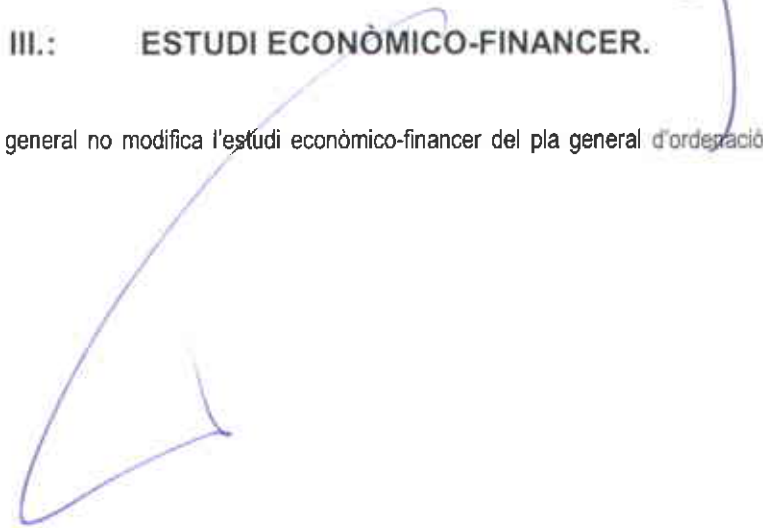 III.: ESTUDI ECONÒMICO-FINANCER.
general no modifica l'estudi econòmico-financer del pla general d'ordenació